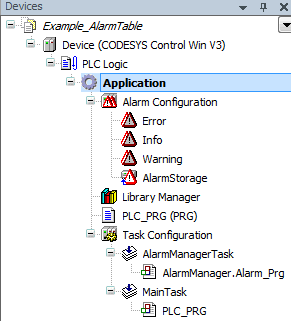 Devices
Example_AlarmTable
Device (CODESYS Control Win V3)
PLC Logic
Application
Alarm Configuration
Error
Info
Warning
AlarmStorage
Library Manager
PLC_PRG (PRG)
Task Configuration
AlarmManagerTask
AlarmManager.Alarm_Prg
MainTask
PLC_PRG